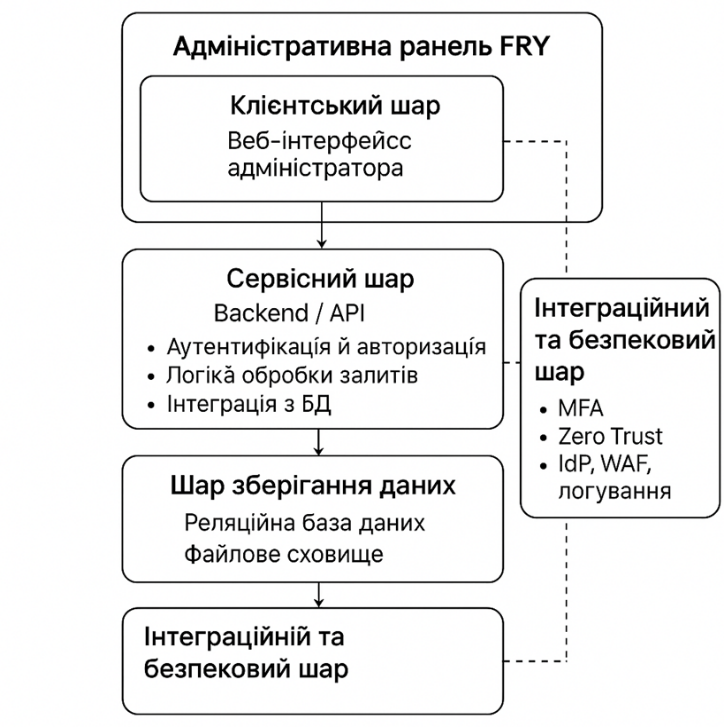 Адміністративна панель FRY
Клієнтський шар
Веб-інтерфейсс
адміністратора
Сервісний шар
Backend / API
• Аутентифікація й авторизація
• Логікă обробки залитів
• Інтеграція з БД
Інтеграційний
та безпековий
шар
• MFA
• Zero Trust
• IdP, WAF,
логування
Шар зберігання даних
Реляційна база даних
Файлове сховище
Інтеграційній та
безпековий шар